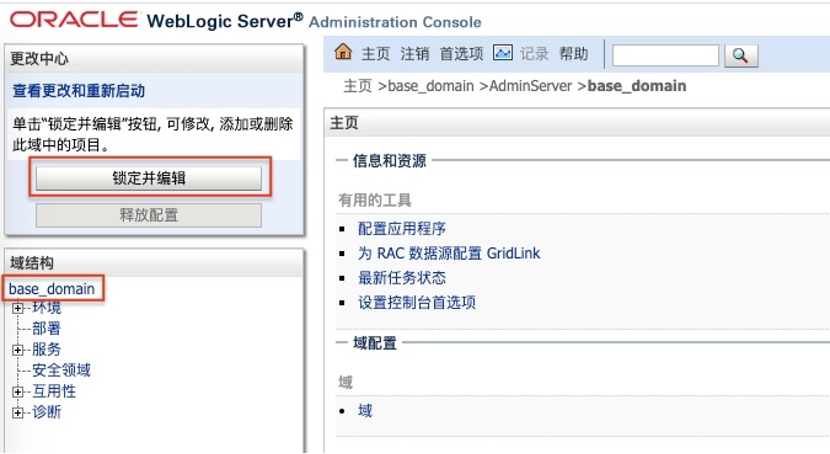 ORACLE WebLogic Server® Administration Console
更改中心
查看更改和重新启动
单击“锁定并编辑”按钮, 可修改, 添加或删除
此域中的项目。
锁定并编辑
释放配置
域结构
base_domain
环境
部署
服务
安全领域
互用性
诊断
主页 注销 首选项 记录 帮助
主页 >base_domain >AdminServer >base_domain
主页
信息和资源
有用的工具
配置应用程序
为 RAC 数据源配置 GridLink
最新任务状态
设置控制台首选项
域配置
域
域